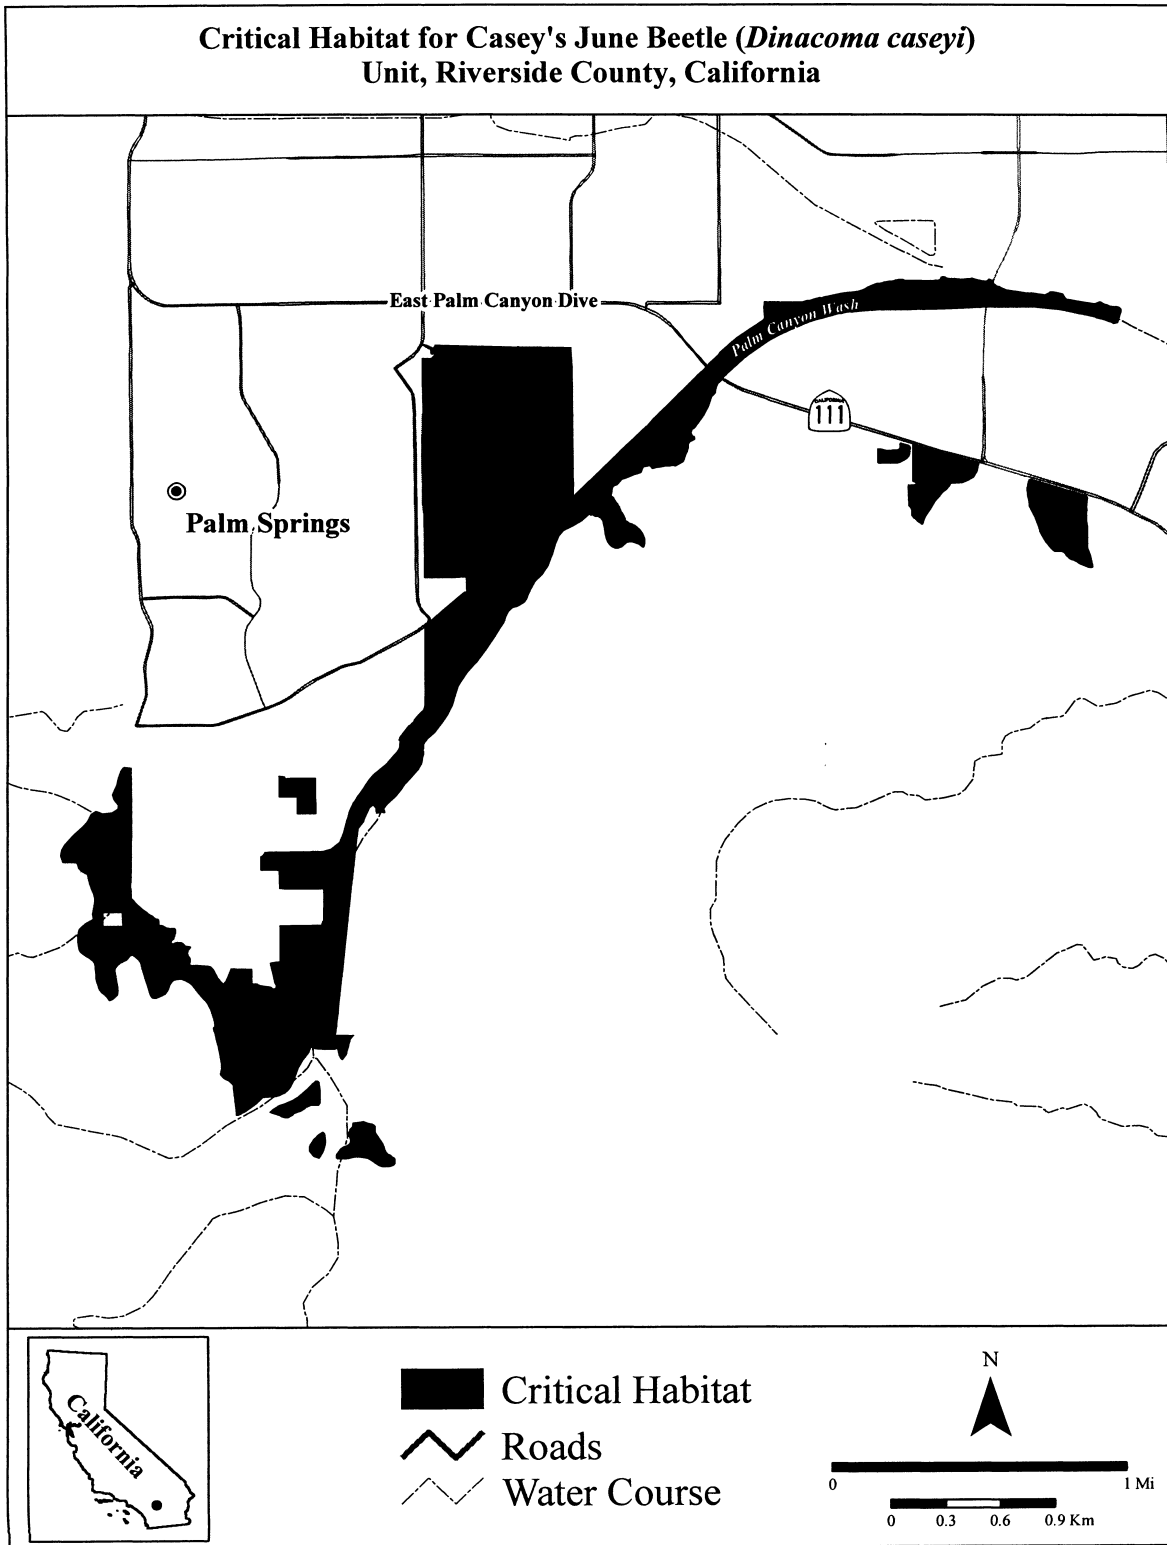 Critical Habitat for Casey's June Beetle (Dinacoma caseyi)
Unit, Riverside County, California
East Palm Canyon Dive
Palm Canyon Wash
CALIFORNIA
111
Palm Springs
California
Critical Habitat
Roads
Water Course
N
0 1 Mi
0 0.3 0.6 0.9 Km